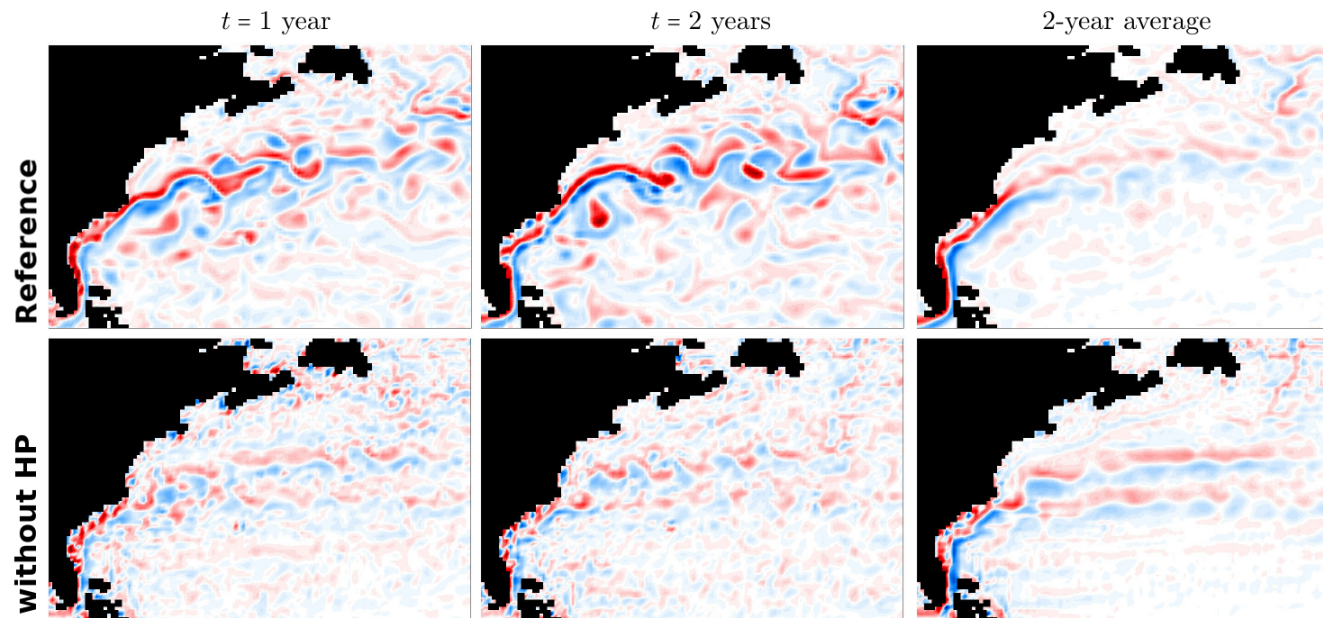 t = 1 year
t = 2 years
2-year average
Reference
without HP